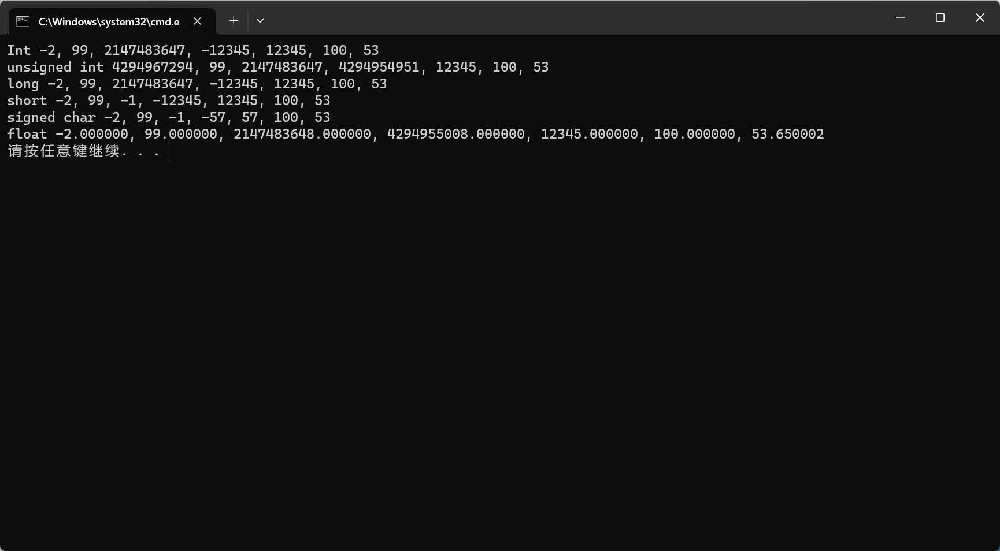 C:\Windows\system32\cmd.e
Int -2, 99, 2147483647, -12345, 12345, 100, 53
unsigned int 4294967294, 99, 2147483647, 4294954951, 12345, 100, 53
long -2, 99, 2147483647, -12345, 12345, 100, 53
short -2, 99, -1, -12345, 12345, 100, 53
signed char -2, 99, -1, -57, 57, 100, 53
float -2.000000, 99.000000, 2147483648.000000, 4294955008.000000, 12345.000000, 100.000000, 53.650002
请按任意键继续. . .